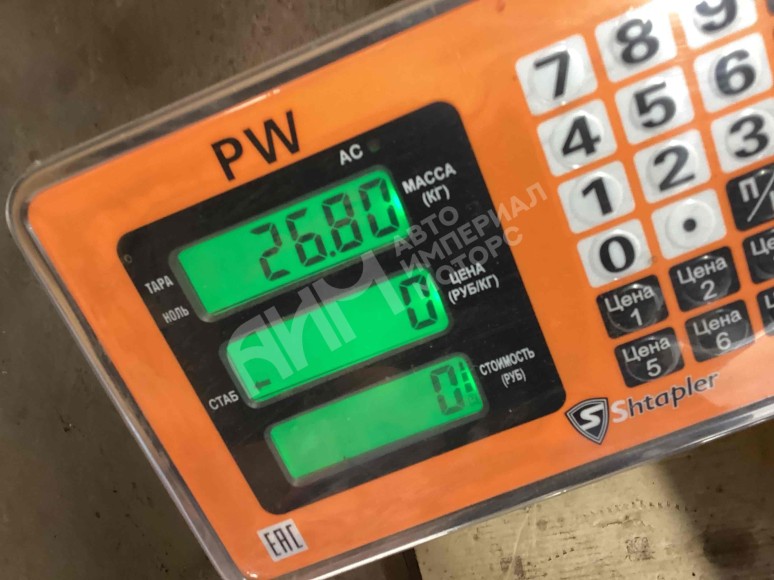 PW
AC
МАССА
(КГ)
26.80
ТАРА
НОЛЬ
ЦЕНА
(РУБ/КГ)
0
СТАБ
СТОИМОСТЬ
(РУБ)
0
7 8 9
4 5 6
1 2 3
0 . П/
Цена 1
Цена 2
Цена 5
Цена 6
Shtapler
EAC
АИМ
АВТО
ИМПЕРИАЛ
МОТОРС